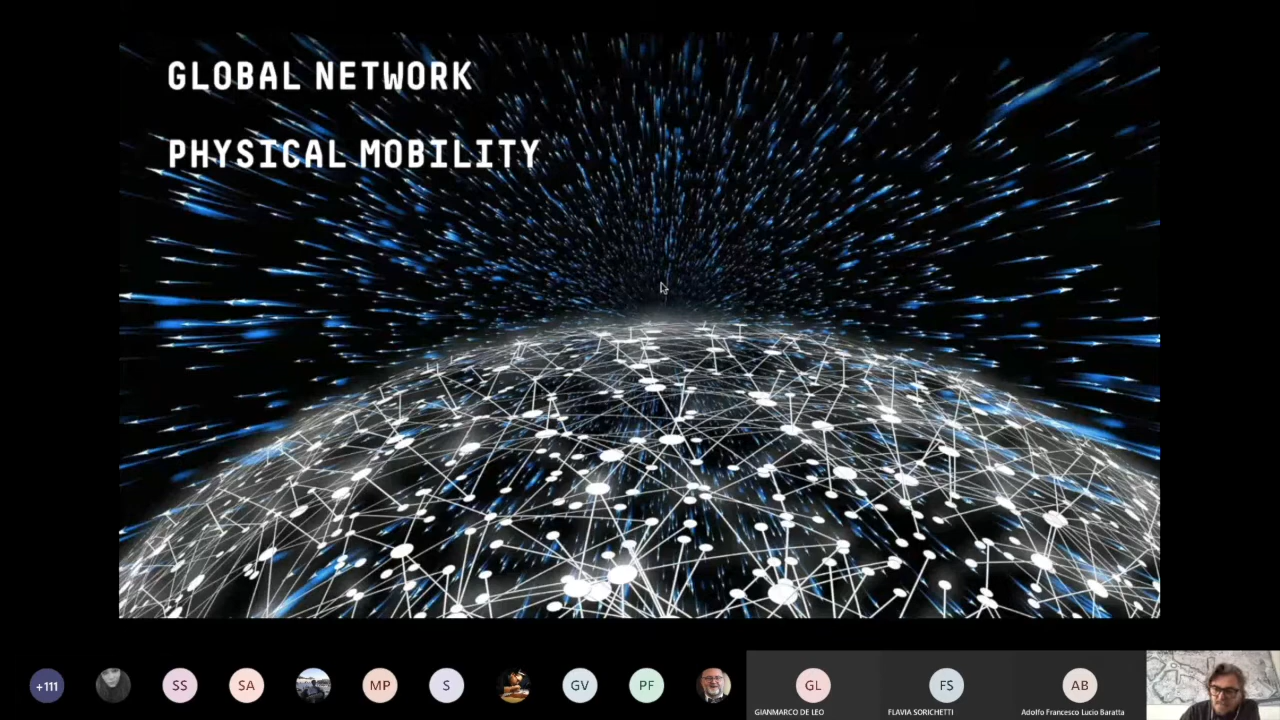 GLOBAL NETWORK
PHYSICAL MOBILITY
+111
SS
SA
MP
S
GV
PF
GL
FS
AB
GIANMARCO DE LEO
FLAVIA SORICHETTI
Adolfo Francesco Lucio Baratta